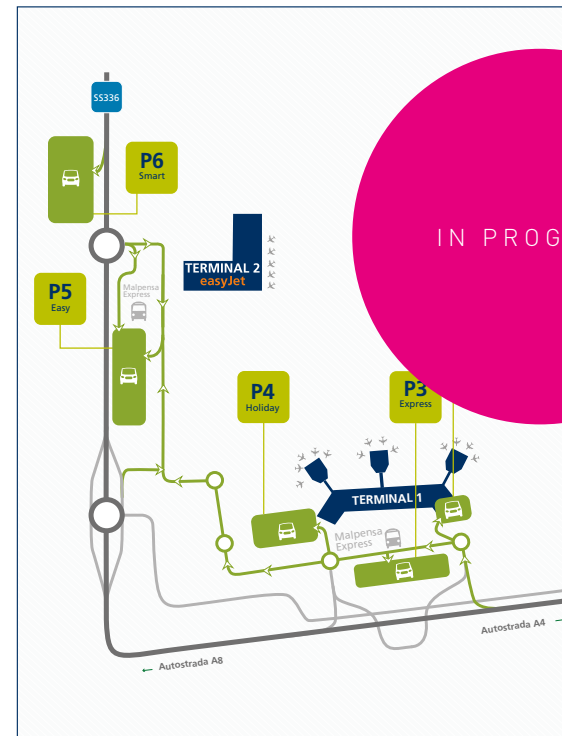 SS336
P6
Smart
IN PROG
TERMINAL 2
easyJet
Malpensa
Express
P5
Easy
P4
Holiday
P3
Express
TERMINAL 1
Malpensa
Express
Autostrada A4
Autostrada A8